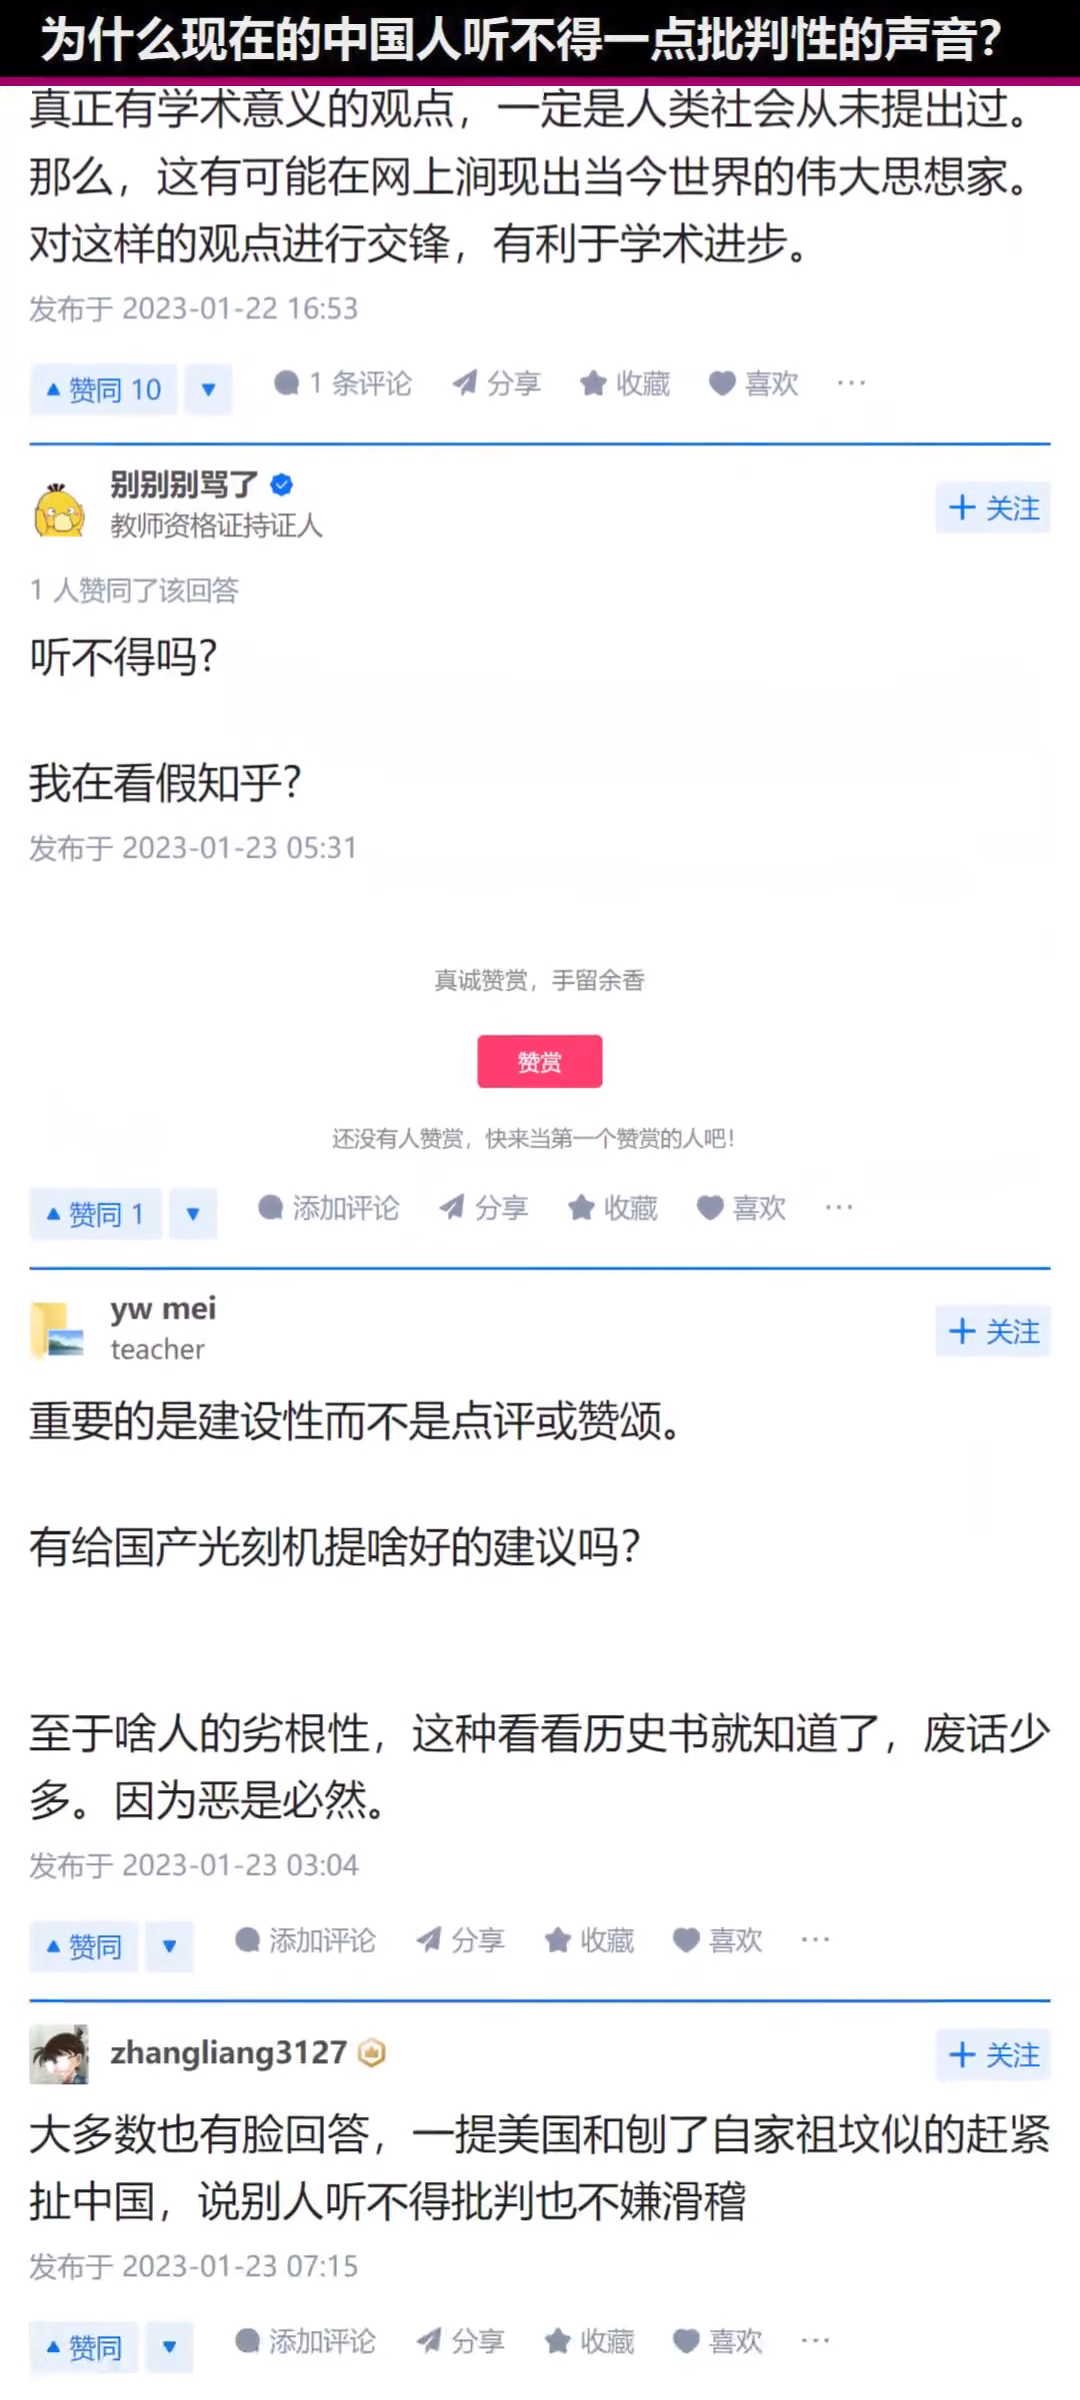 为什么现在的中国人听不得一点批判性的声音?
真正有学术意义的观点，一定是人类社会从未提出过。
那么，这有可能在网上涧现出当今世界的伟大思想家。
对这样的观点进行交锋，有利于学术进步。
发布于 2023-01-22 16:53
▲ 赞同 10 ▼ 1 条评论 分享 收藏 喜欢 ···
别别别骂了
+ 关注
教师资格证持证人
1 人赞同了该回答
听不得吗?
我在看假知乎?
发布于 2023-01-23 05:31
真诚赞赏，手留余香
赞赏
还没有人赞赏，快来当第一个赞赏的人吧！
▲ 赞同 1 ▼ 添加评论 分享 收藏 喜欢 ···
yw mei
+ 关注
teacher
重要的是建设性而不是点评或赞颂。
有给国产光刻机提啥好的建议吗?
至于啥人的劣根性，这种看看历史书就知道了，废话少
多。因为恶是必然。
发布于 2023-01-23 03:04
▲ 赞同 ▼ 添加评论 分享 收藏 喜欢 ···
zhangliang3127
+ 关注
大多数也有脸回答，一提美国和刨了自家祖坟似的赶紧
扯中国，说别人听不得批判也不嫌滑稽
发布于 2023-01-23 07:15
▲ 赞同 ▼ 添加评论 分享 收藏 喜欢 ···